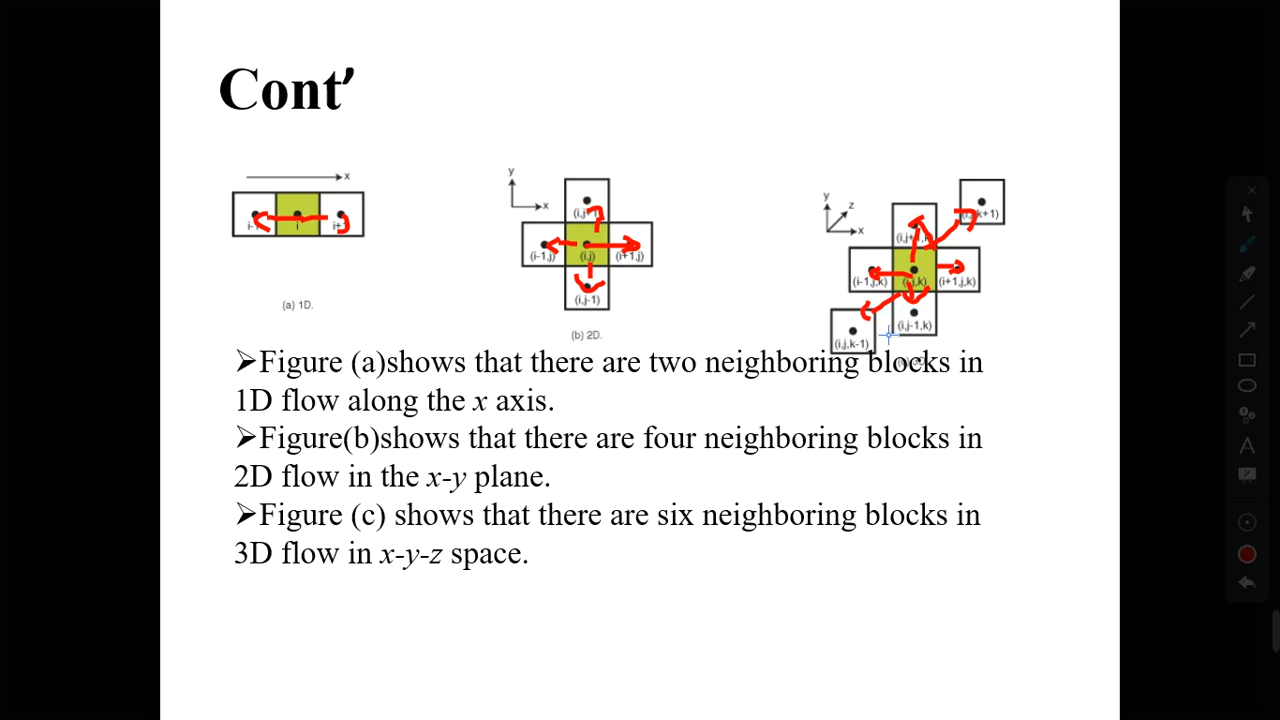 Cont’
x
i
(a) 1D.
y
x
(i-1,j) (i,j) (i+1,j)
(i,j-1)
(b) 2D.
y
z
x
(i-1,j,k) (i+1,j,k)
(i,j-1,k)
(i,j,k-1)
➢Figure (a)shows that there are two neighboring blocks in
1D flow along the x axis.
➢Figure(b)shows that there are four neighboring blocks in
2D flow in the x-y plane.
➢Figure (c) shows that there are six neighboring blocks in
3D flow in x-y-z space.